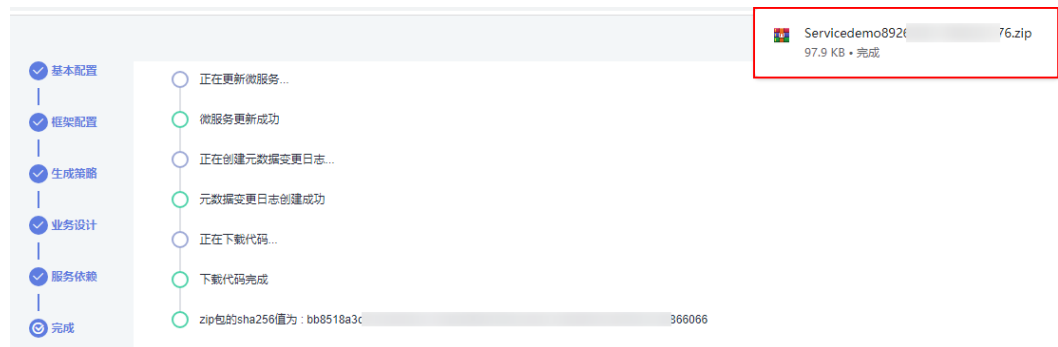 Servicedemo8926 76.zip
97.9 KB • 完成
基本配置
框架配置
生成策略
业务设计
服务依赖
完成
正在更新微服务...
微服务更新成功
正在创建元数据变更日志...
元数据变更日志创建成功
正在下载代码...
下载代码完成
zip包的sha256值为 : bb8518a3c 866066